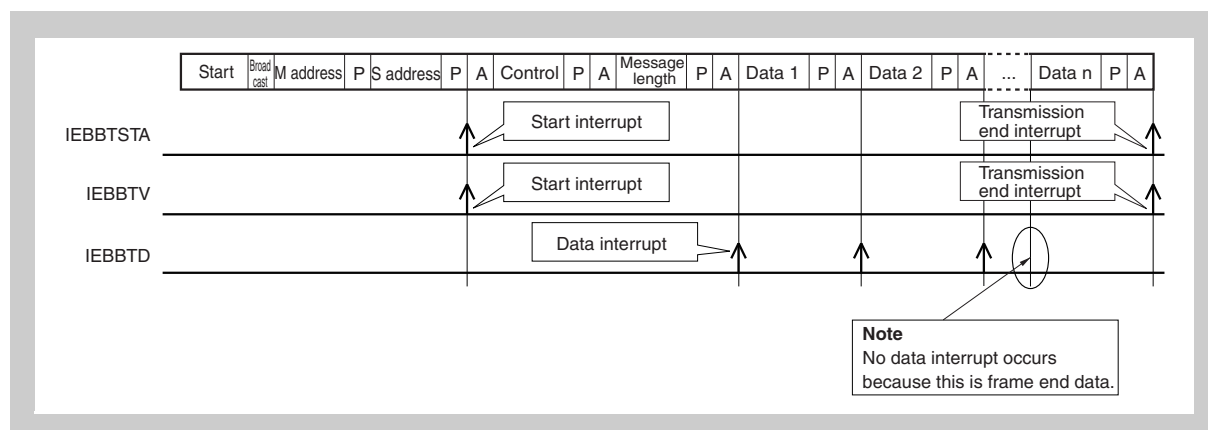 Start Broad cast M address P S address P A Control P A Message length P A Data 1 P A Data 2 P A ... Data n P A
IEBBTSTA
Start interrupt
Transmission
end interrupt
IEBBTV
Start interrupt
Transmission
end interrupt
IEBBTD
Data interrupt
Note
No data interrupt occurs
because this is frame end data.